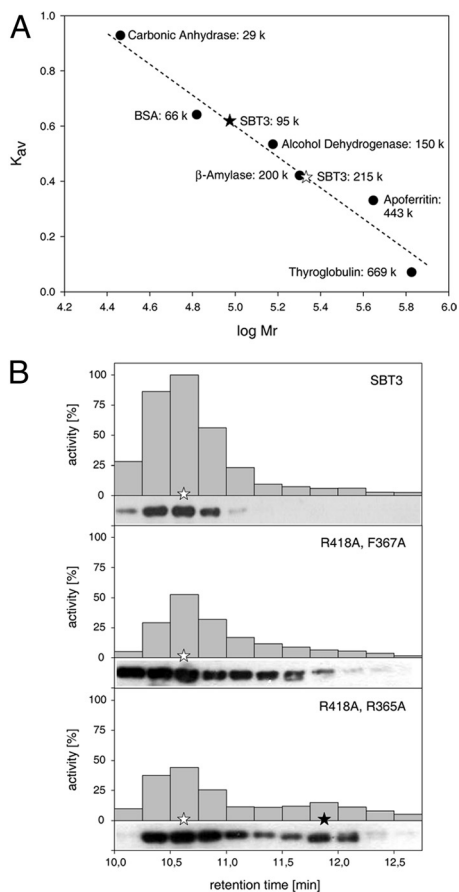 A
K_av
1.0
0.8
0.6
0.4
0.2
0.0
Carbonic Anhydrase: 29 k
BSA: 66 k
SBT3: 95 k
Alcohol Dehydrogenase: 150 k
β-Amylase: 200 k
SBT3: 215 k
Apoferritin:
443 k
Thyroglobulin: 669 k
4.2 4.4 4.6 4.8 5.0 5.2 5.4 5.6 5.8 6.0
log Mr
B
SBT3
activity [%]
100
75
50
25
0
R418A, F367A
activity [%]
100
75
50
25
0
R418A, R365A
activity [%]
100
75
50
25
0
10,0 10,5 11,0 11,5 12,0 12,5
retention time [min]